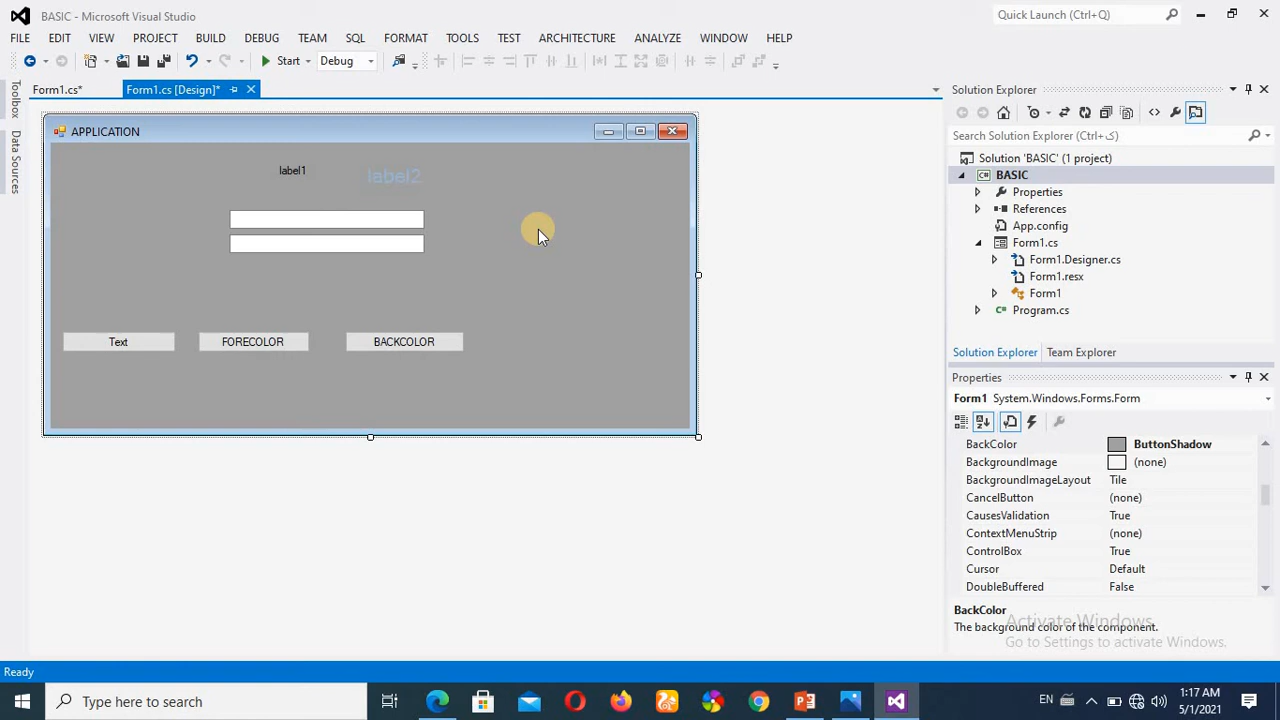 BASIC - Microsoft Visual Studio
Quick Launch (Ctrl+Q)
FILE EDIT VIEW PROJECT BUILD DEBUG TEAM SQL FORMAT TOOLS TEST ARCHITECTURE ANALYZE WINDOW HELP
Start Debug
Toolbox
Data Sources
Form1.cs*
Form1.cs [Design]*
APPLICATION
label1
label2
Text
FORECOLOR
BACKCOLOR
Solution Explorer
Search Solution Explorer (Ctrl+ک)
Solution 'BASIC' (1 project)
BASIC
Properties
References
App.config
Form1.cs
Form1.Designer.cs
Form1.resx
Form1
Program.cs
Solution Explorer Team Explorer
Properties
Form1 System.Windows.Forms.Form
BackColor ButtonShadow
BackgroundImage (none)
BackgroundImageLayout Tile
CancelButton (none)
CausesValidation True
ContextMenuStrip (none)
ControlBox True
Cursor Default
DoubleBuffered False
BackColor
The background color of the component.
Activate Windows
Go to Settings to activate Windows.
Ready
Type here to search
EN
1:17 AM
5/1/2021